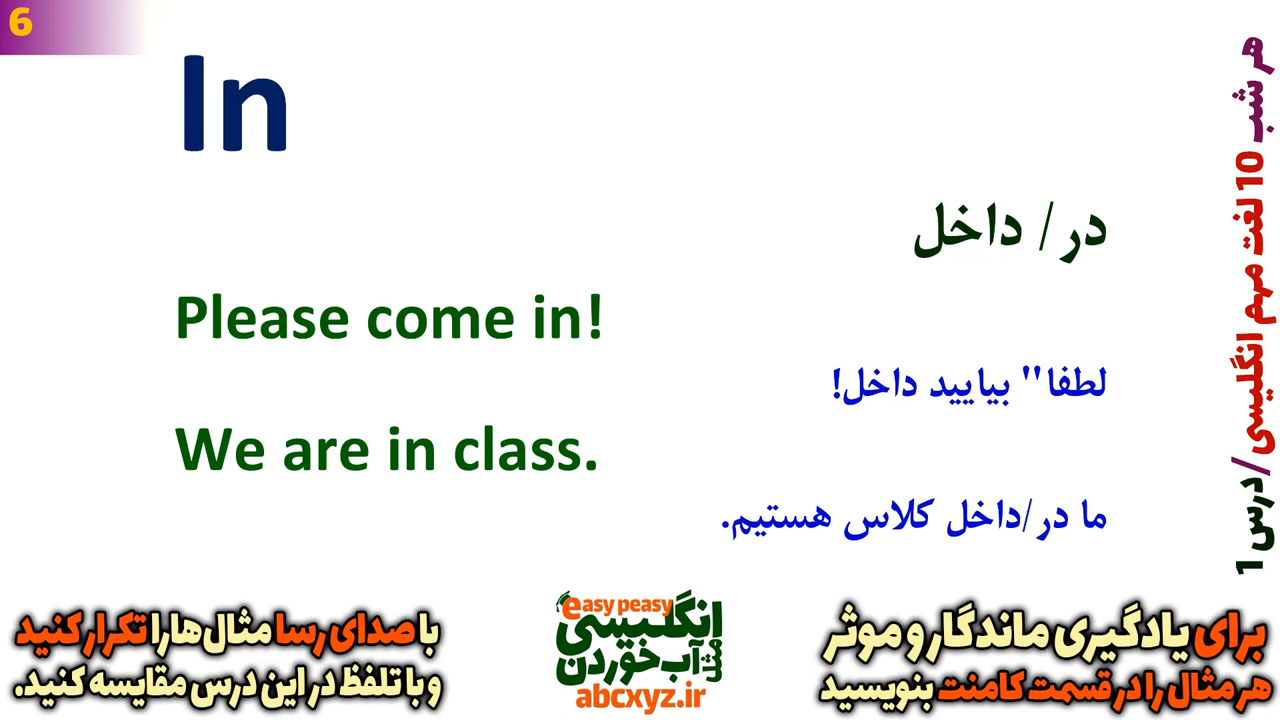 6
In
در/ داخل
Please come in!
لطفا" بیایید داخل!
We are in class.
ما در/داخل کلاس هستیم.
هر شب 10 لغت مهم انگلیسی/درس 1
برای یادگیری ماندگار و موثر
هر مثال را در قسمت کامنت بنویسید
easy peasy
انگلیسی
مثل آب خوردن
abcxyz.ir
با صدای رسا مثال‌ها را تکرار کنید
و با تلفظ در این درس مقایسه کنید.